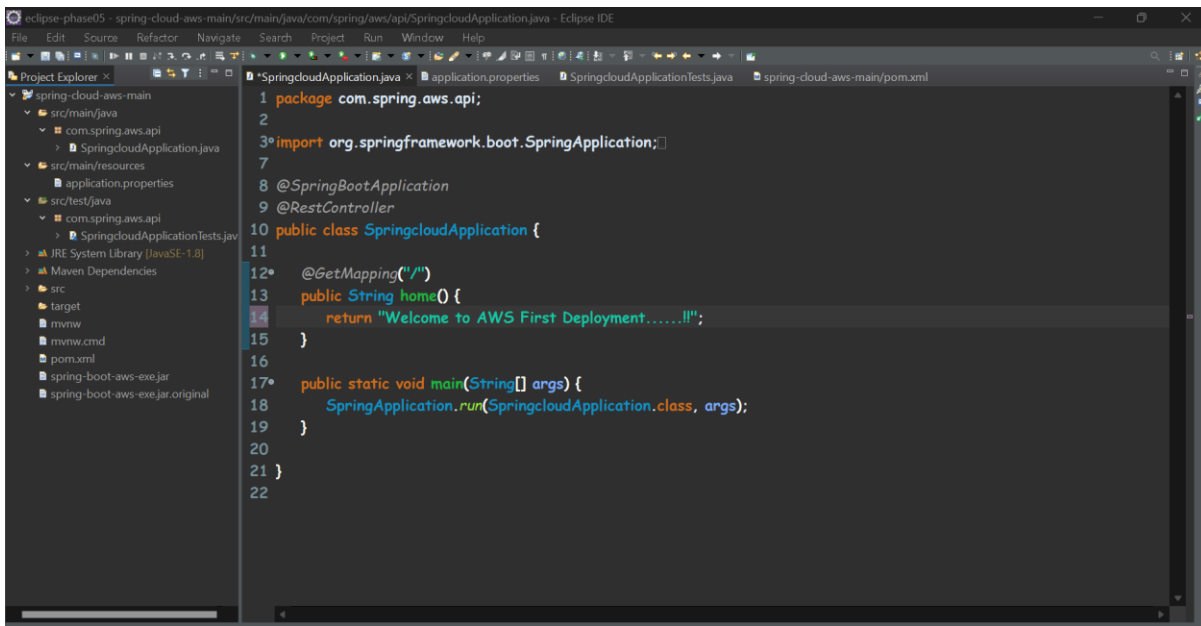 eclipse-phase05 - spring-cloud-aws-main/src/main/java/com/spring/aws/api/SpringcloudApplication.java - Eclipse IDE
File Edit Source Refactor Navigate Search Project Run Window Help
Project Explorer ×
*SpringcloudApplication.java × application.properties SpringcloudApplicationTests.java spring-cloud-aws-main/pom.xml
spring-cloud-aws-main
src/main/java
com.spring.aws.api
SpringcloudApplication.java
src/main/resources
application.properties
src/test/java
com.spring.aws.api
SpringcloudApplicationTests.jav
JRE System Library [JavaSE-1.8]
Maven Dependencies
src
target
mvnw
mvnw.cmd
pom.xml
spring-boot-aws-exe.jar
spring-boot-aws-exe.jar.original
1 package com.spring.aws.api;
2
3 import org.springframework.boot.SpringApplication;
7
8 @SpringBootApplication
9 @RestController
10 public class SpringcloudApplication {
11
12 @GetMapping("/")
13 public String home() {
14 return "Welcome to AWS First Deployment......!!";
15 }
16
17 public static void main(String[] args) {
18 SpringApplication.run(SpringcloudApplication.class, args);
19 }
20
21 }
22